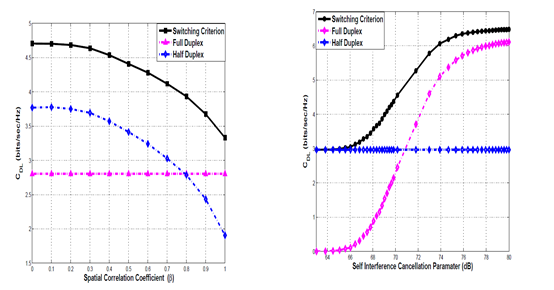 5
4.5
4
3.5
3
2.5
2
1.5
C_DL (bits/sec/Hz)
Switching Criterion
Full Duplex
Half Duplex
0 0.1 0.2 0.3 0.4 0.5 0.6 0.7 0.8 0.9 1
Spatial Correlation Coefficient (β)
7
6
5
4
3
2
1
0
C_DL (bits/sec/Hz)
Switching Criterion
Full Duplex
Half Duplex
64 66 68 70 72 74 76 78 80
Self Interference Cancellation Paramater (dB)